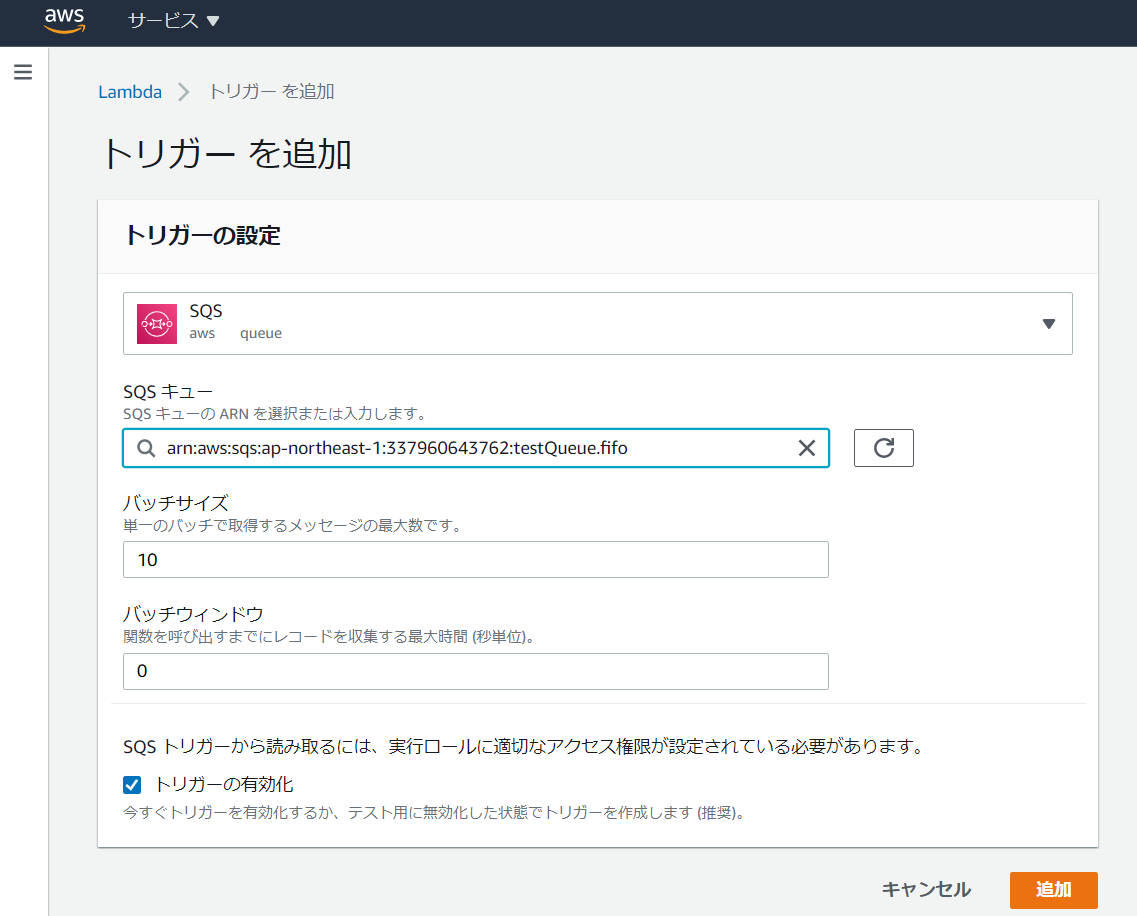 aws サービス ▼
Lambda > トリガー を追加
トリガー を追加
トリガーの設定
SQS
aws queue
SQS キュー
SQS キューの ARN を選択または入力します。
arn:aws:sqs:ap-northeast-1:337960643762:testQueue.fifo
バッチサイズ
単一のバッチで取得するメッセージの最大数です。
10
バッチウィンドウ
関数を呼び出すまでにレコードを収集する最大時間 (秒単位)。
0
SQS トリガーから読み取るには、実行ロールに適切なアクセス権限が設定されている必要があります。
トリガーの有効化
今すぐトリガーを有効化するか、テスト用に無効化した状態でトリガーを作成します (推奨)。
キャンセル 追加